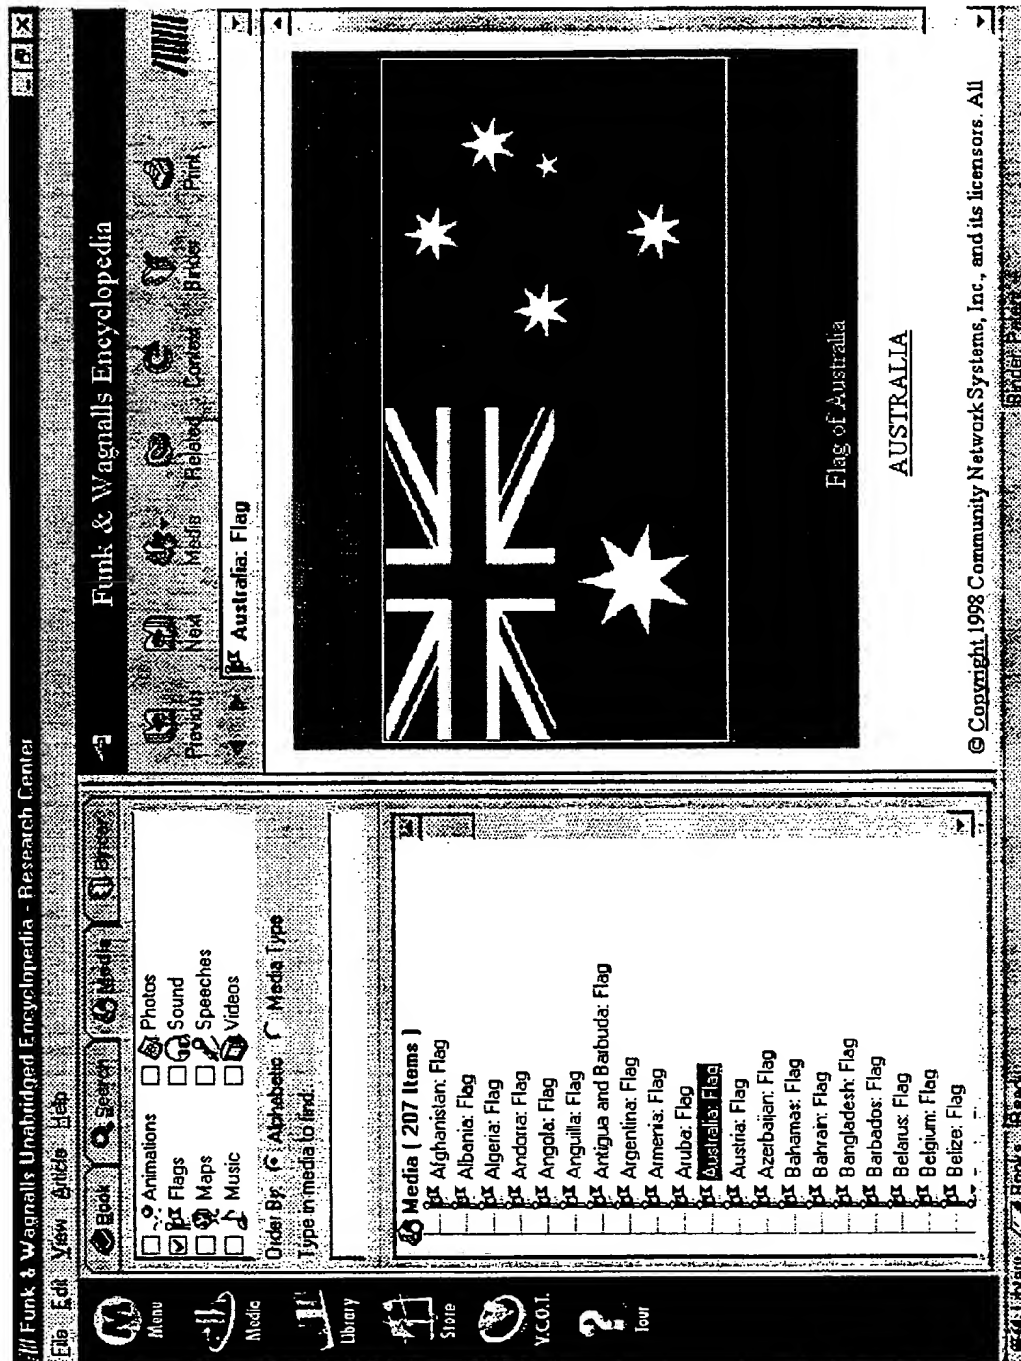 Funk & Wagnalls Unabridged Encyclopedia - Research Center
File Edit View Article Help
Menu
Media
Library
Store
Y.C.O.T.
Tour
Book Search Media Binder
Animations Photos
Flags Sound
Maps Speeches
Music Videos
Order By: Alphabetic Media Type
Type in media to find:
Media ( 207 Items )
Afghanistan: Flag
Albania: Flag
Algeria: Flag
Andorra: Flag
Angola: Flag
Anguilla: Flag
Antigua and Barbuda: Flag
Argentina: Flag
Armenia: Flag
Aruba: Flag
Australia: Flag
Austria: Flag
Azerbaijan: Flag
Bahamas: Flag
Bahrain: Flag
Bangladesh: Flag
Barbados: Flag
Belarus: Flag
Belgium: Flag
Belize: Flag
Funk & Wagnalls Encyclopedia
Previous Next Media Related Context Binder Print
Australia: Flag
Flag of Australia
AUSTRALIA
© Copyright 1998 Community Network Systems, Inc., and its licensors. All